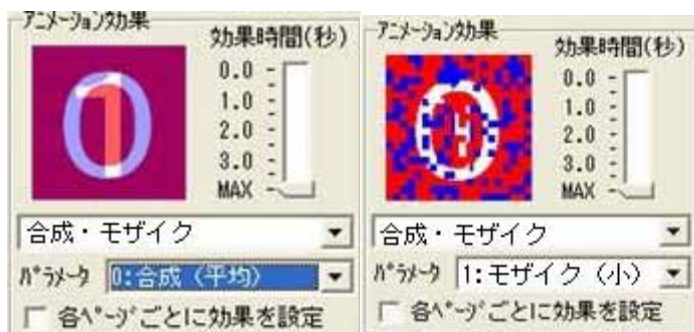 アニメーション効果
効果時間(秒)
0.0
1.0
2.0
3.0
MAX
合成・モザイク
パラメータ 0:合成(平均)
各ページごとに効果を設定
アニメーション効果
効果時間(秒)
0.0
1.0
2.0
3.0
MAX
合成・モザイク
パラメータ 1:モザイク(小)
各ページごとに効果を設定